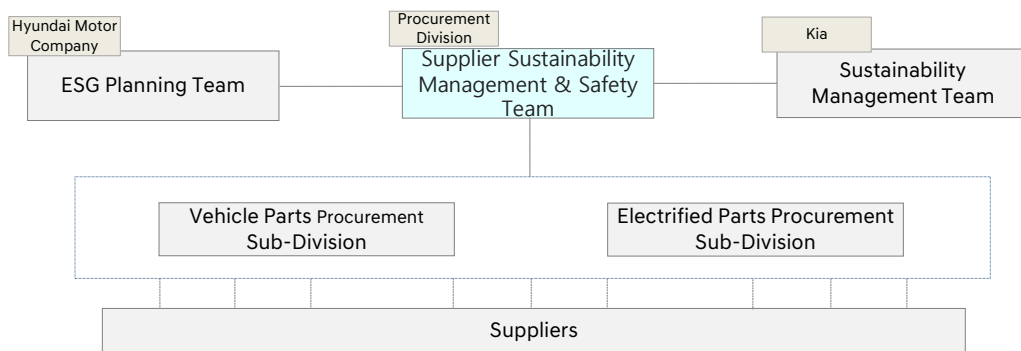 Hyundai Motor
Company
ESG Planning Team
Procurement
Division
Supplier Sustainability
Management & Safety
Team
Kia
Sustainability
Management Team
Vehicle Parts Procurement
Sub-Division
Electrified Parts Procurement
Sub-Division
Suppliers